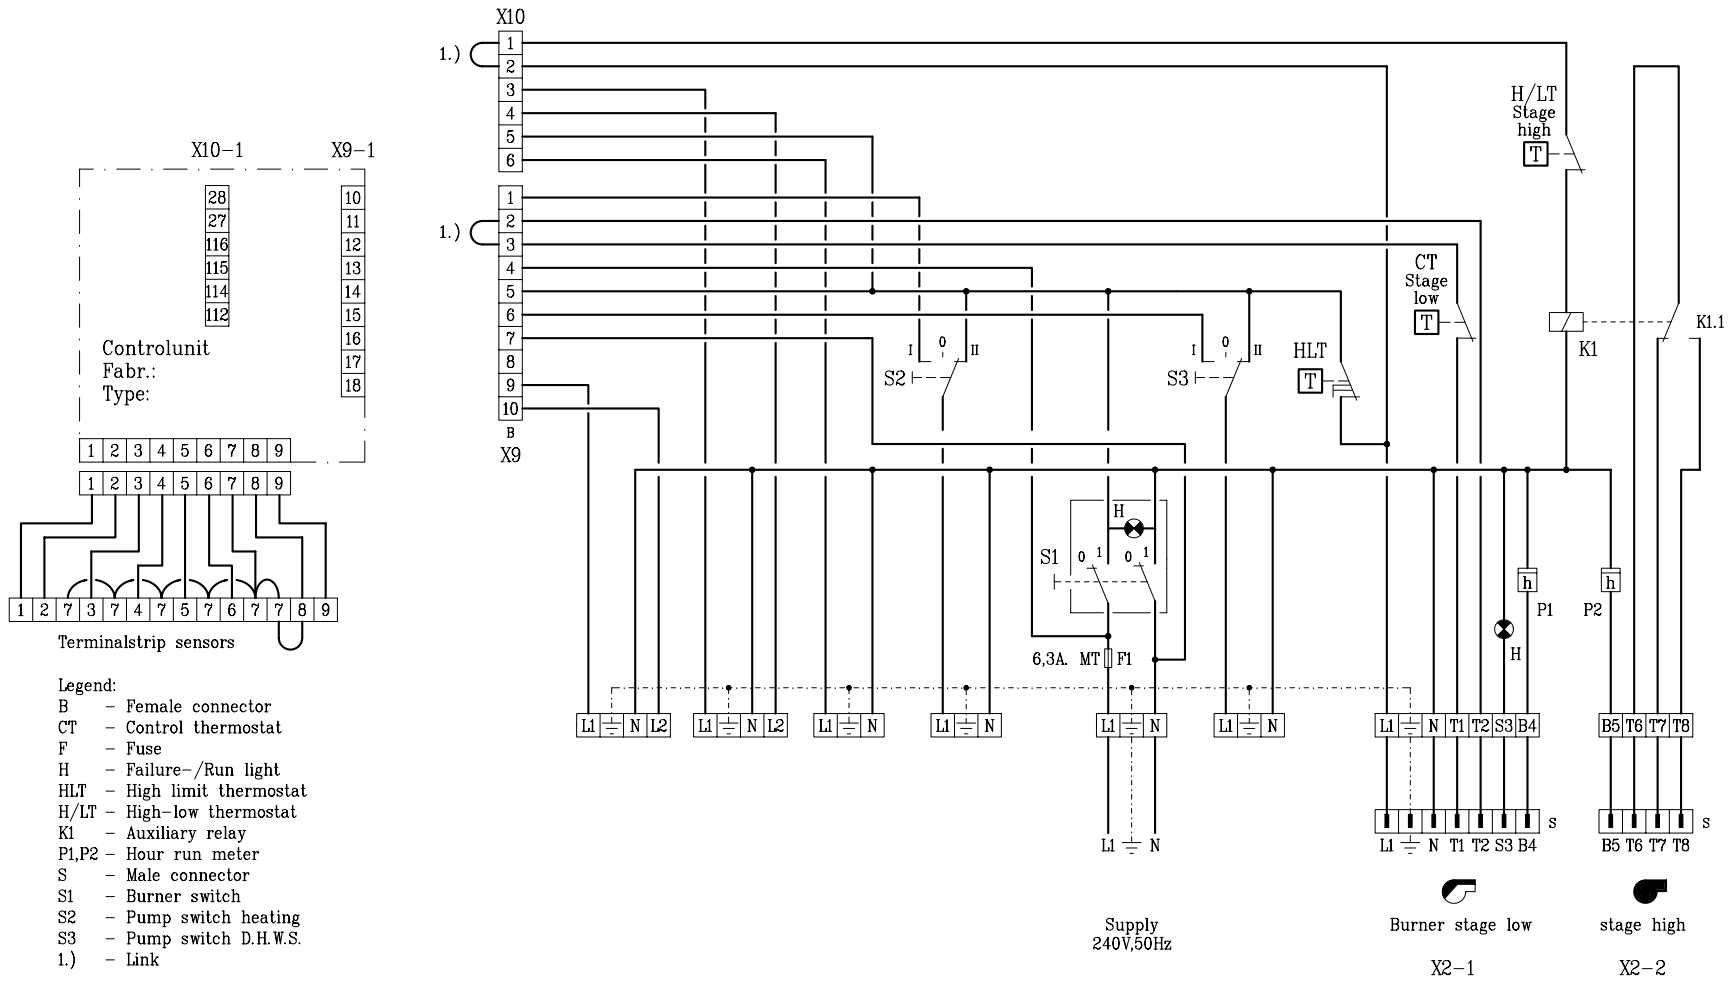 X10
1.)
1
2
3
4
5
6
X10-1
X9-1
28
27
116
115
114
112
10
11
12
13
14
15
16
17
18
Controlunit
Fabr.:
Type:
1 2 3 4 5 6 7 8 9
1 2 3 4 5 6 7 8 9
1 2 7 3 7 4 7 5 7 6 7 7 8 9
Terminalstrip sensors
1.)
1
2
3
4
5
6
7
8
9
10
B
X9
H/LT
Stage
high
T
CT
Stage
low
T
HLT
T
K1
K1.1
I 0 II
S2
I 0 II
S3
H
S1
0 1
0 1
6,3A. MT F1
h
P1
h
P2
H
L1 N L2
L1 N L2
L1 N
L1 N
L1 N
L1 N
L1 N T1 T2 S3 B4
B5 T6 T7 T8
S
S
L1 N
L1 N T1 T2 S3 B4
B5 T6 T7 T8
Supply
240V,50Hz
Burner stage low
X2-1
stage high
X2-2
Legend:
B - Female connector
CT - Control thermostat
F - Fuse
H - Failure-/Run light
HLT - High limit thermostat
H/LT - High-low thermostat
K1 - Auxiliary relay
P1,P2 - Hour run meter
S - Male connector
S1 - Burner switch
S2 - Pump switch heating
S3 - Pump switch D.H.W.S.
1.) - Link